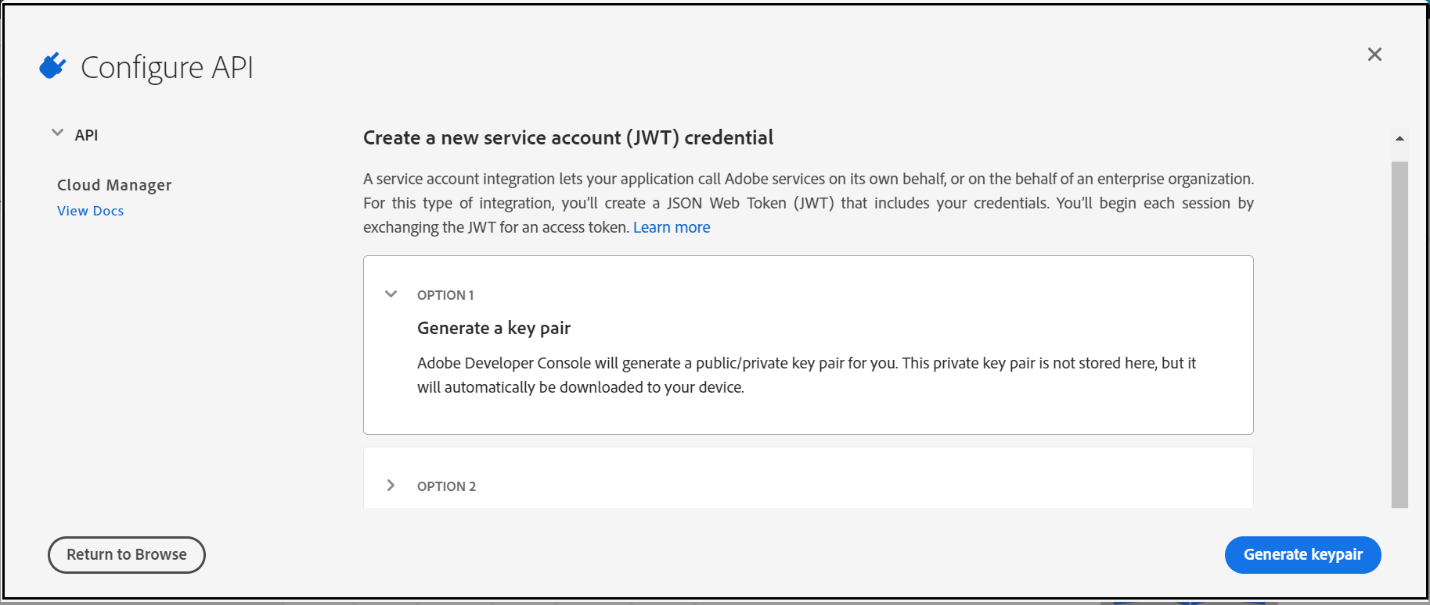 Configure API
API
Cloud Manager
View Docs
Create a new service account (JWT) credential
A service account integration lets your application call Adobe services on its own behalf, or on the behalf of an enterprise organization.
For this type of integration, you’ll create a JSON Web Token (JWT) that includes your credentials. You’ll begin each session by
exchanging the JWT for an access token. Learn more
OPTION 1
Generate a key pair
Adobe Developer Console will generate a public/private key pair for you. This private key pair is not stored here, but it
will automatically be downloaded to your device.
OPTION 2
Return to Browse
Generate keypair